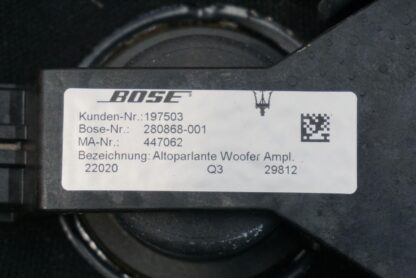 BOSE
Kunden-Nr.:197503
Bose-Nr.: 280868-001
MA-Nr.: 447062
Bezeichnung:Altoparlante Woofer Ampl.
22020 Q3 29812